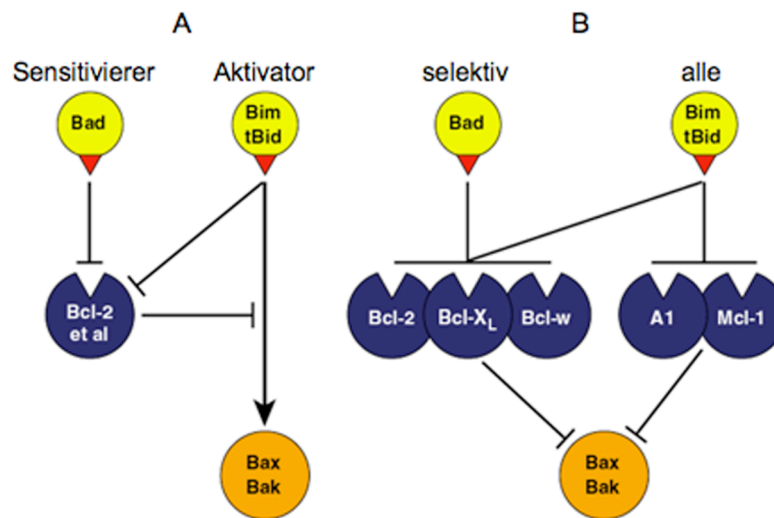 A
B
Sensitivierer
Aktivator
selektiv
alle
Bad
Bim
tBid
Bad
Bim
tBid
Bcl-2
et al
Bcl-2
Bcl-XL
Bcl-w
A1
Mcl-1
Bax
Bak
Bax
Bak